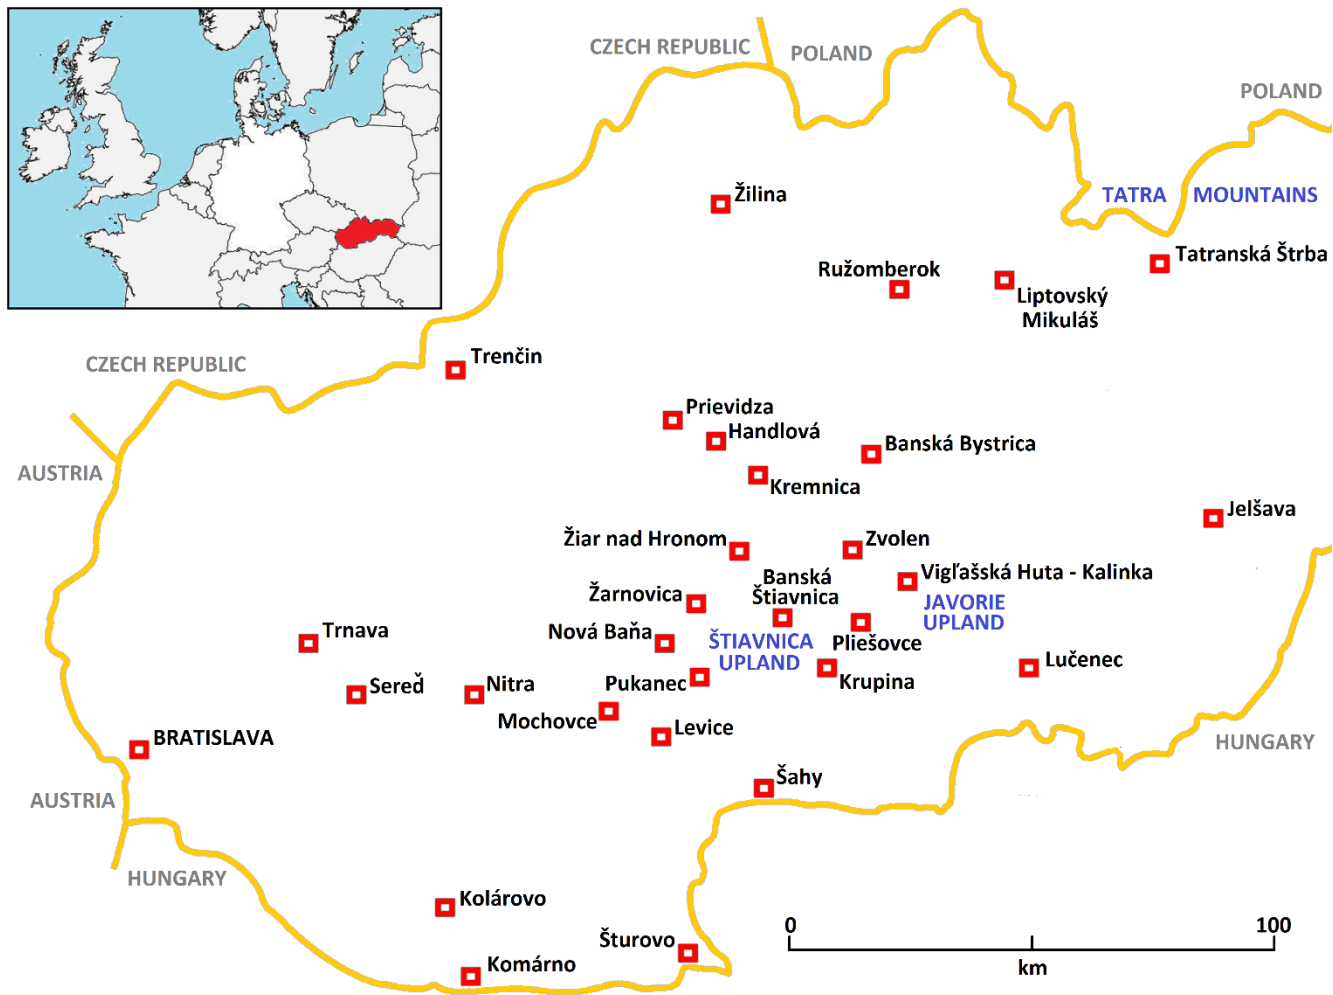 CZECH REPUBLIC
POLAND
POLAND
Žilina
TATRA
MOUNTAINS
Tatranská Štrba
Ružomberok
Liptovský
Mikuláš
CZECH REPUBLIC
Trenčin
Prievidza
Handlová
Banská Bystrica
AUSTRIA
Kremnica
Jelšava
Žiar nad Hronom
Zvolen
Banská
Štiavnica
Vigľašská Huta - Kalinka
JAVORIE
UPLAND
Žarnovica
Trnava
Nová Baňa
ŠTIAVNICA
UPLAND
Pliešovce
Lučenec
Sereď
Nitra
Pukanec
Krupina
Mochovce
Levice
BRATISLAVA
HUNGARY
Šahy
AUSTRIA
HUNGARY
Kolárovo
Šturovo
Komárno
0
100
km